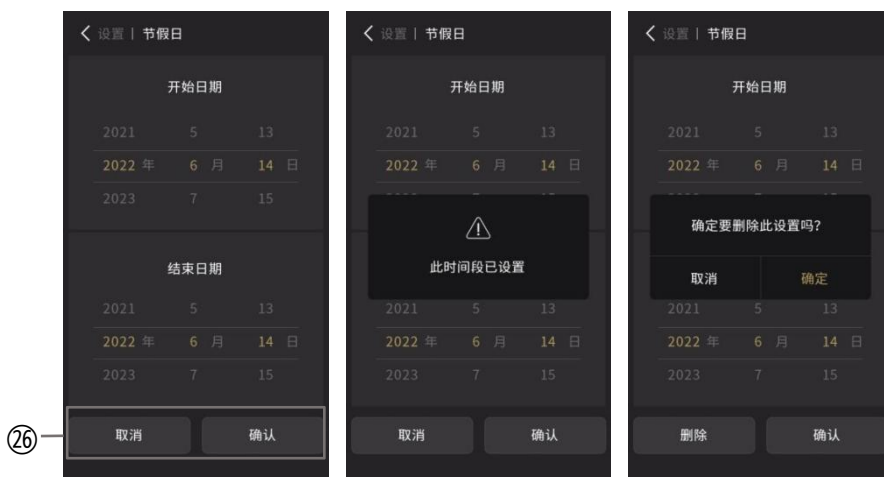 设置 | 节假日
开始日期
2021 5 13
2022 年 6 月 14 日
2023 7 15
结束日期
2021 5 13
2022 年 6 月 14 日
2023 7 15
㉖
取消 确认
设置 | 节假日
开始日期
2021 5 13
2022 年 6 月 14 日
此时间段已设置
2021 5 13
2022 年 6 月 14 日
2023 7 15
取消 确认
设置 | 节假日
开始日期
2021 5 13
2022 年 6 月 14 日
确定要删除此设置吗?
取消 确定
2021 5 13
2022 年 6 月 14 日
2023 7 15
删除 确认